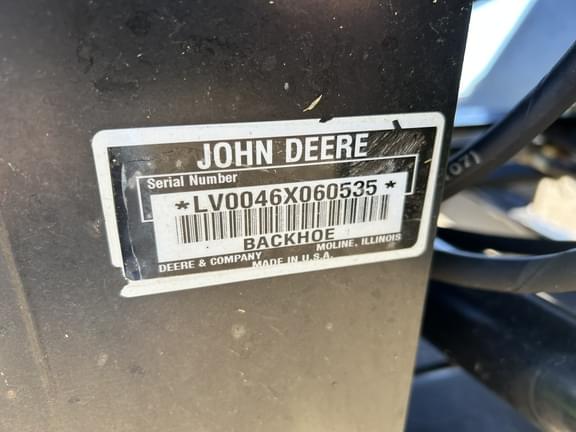 JOHN DEERE
Serial Number
*LV0046X060535*
BACKHOE
DEERE & COMPANY MOLINE, ILLINOIS
MADE IN U.S.A.